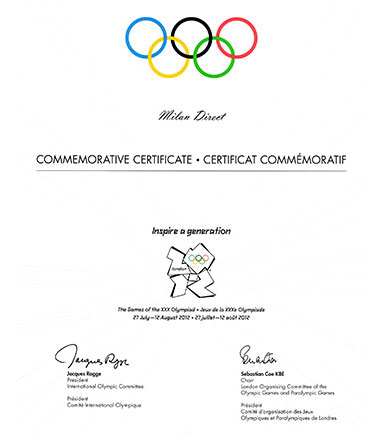 Milan Direct
COMMEMORATIVE CERTIFICATE • CERTIFICAT COMMÉMORATIF
Inspire a generation
london
The Games of the XXX Olympiad • Jeux de la XXXe Olympiade
27 July—12 August 2012 • 27 juillet—12 août 2012
Jacques Rogge
Jacques Rogge
Président
International Olympic Committee
Président
Comité International Olympique
Sebastian Coe KBE
Chair
London Organising Committee of the
Olympic Games and Paralympic Games
Président
Comité d'organisation des Jeux
Olympiques et Paralympiques de Londres